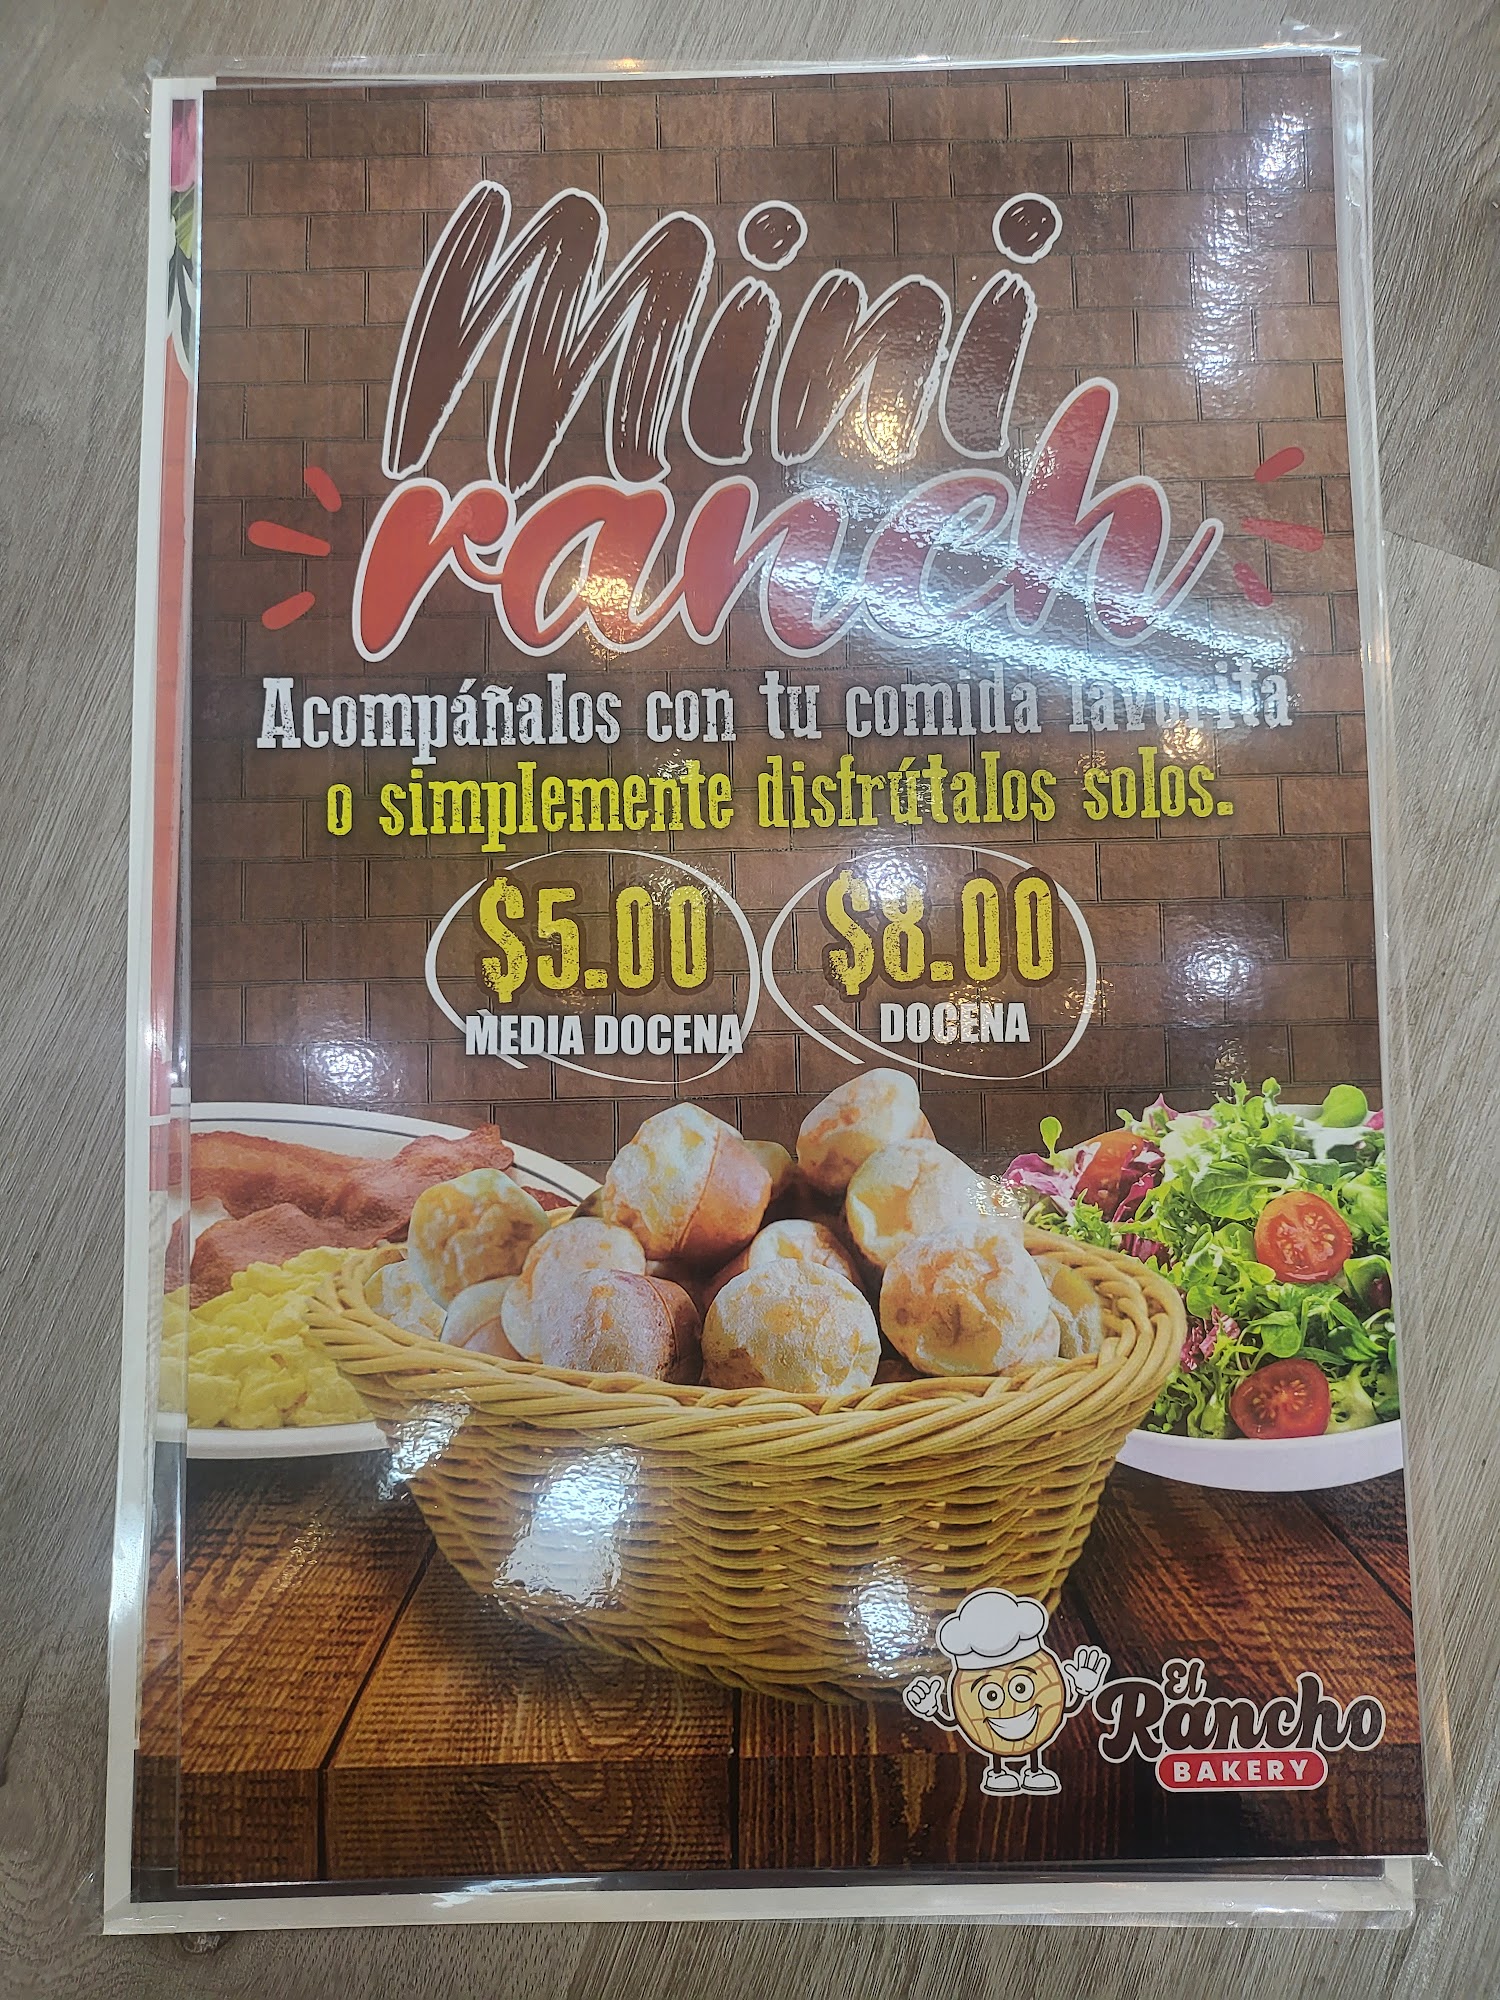 mini
ranch
Acompáñalos con tu comida favorita
o simplemente disfrútalos solos.
$5.00
MEDIA DOCENA
$8.00
DOCENA
El
Rancho
BAKERY